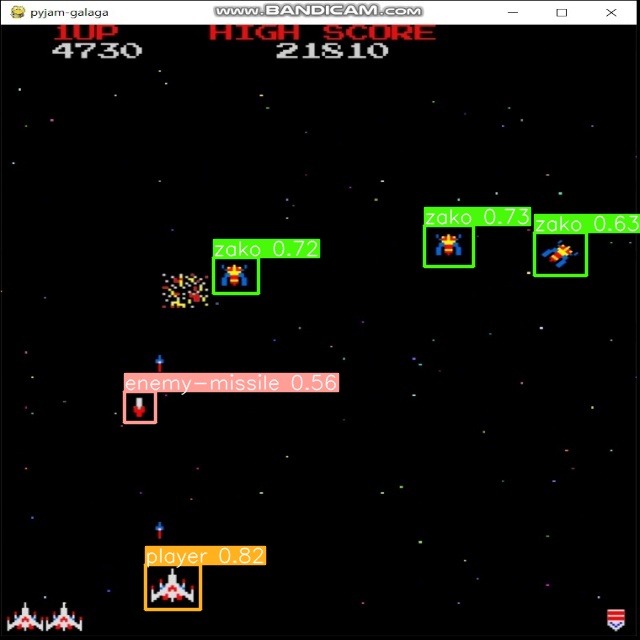 pyjam-galaga
www.BANDICAM.com
1UP HIGH SCORE
4730 21810
zako 0.73
zako 0.63
zako 0.72
enemy-missile 0.56
player 0.82